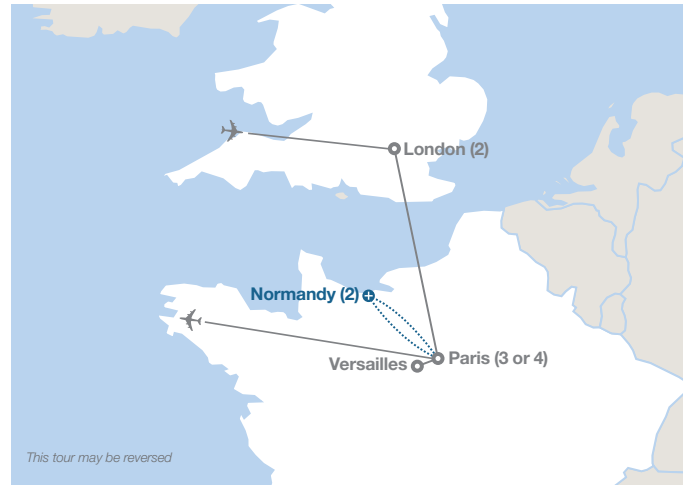 London (2)
Normandy (2)
Versailles
Paris (3 or 4)
This tour may be reversed